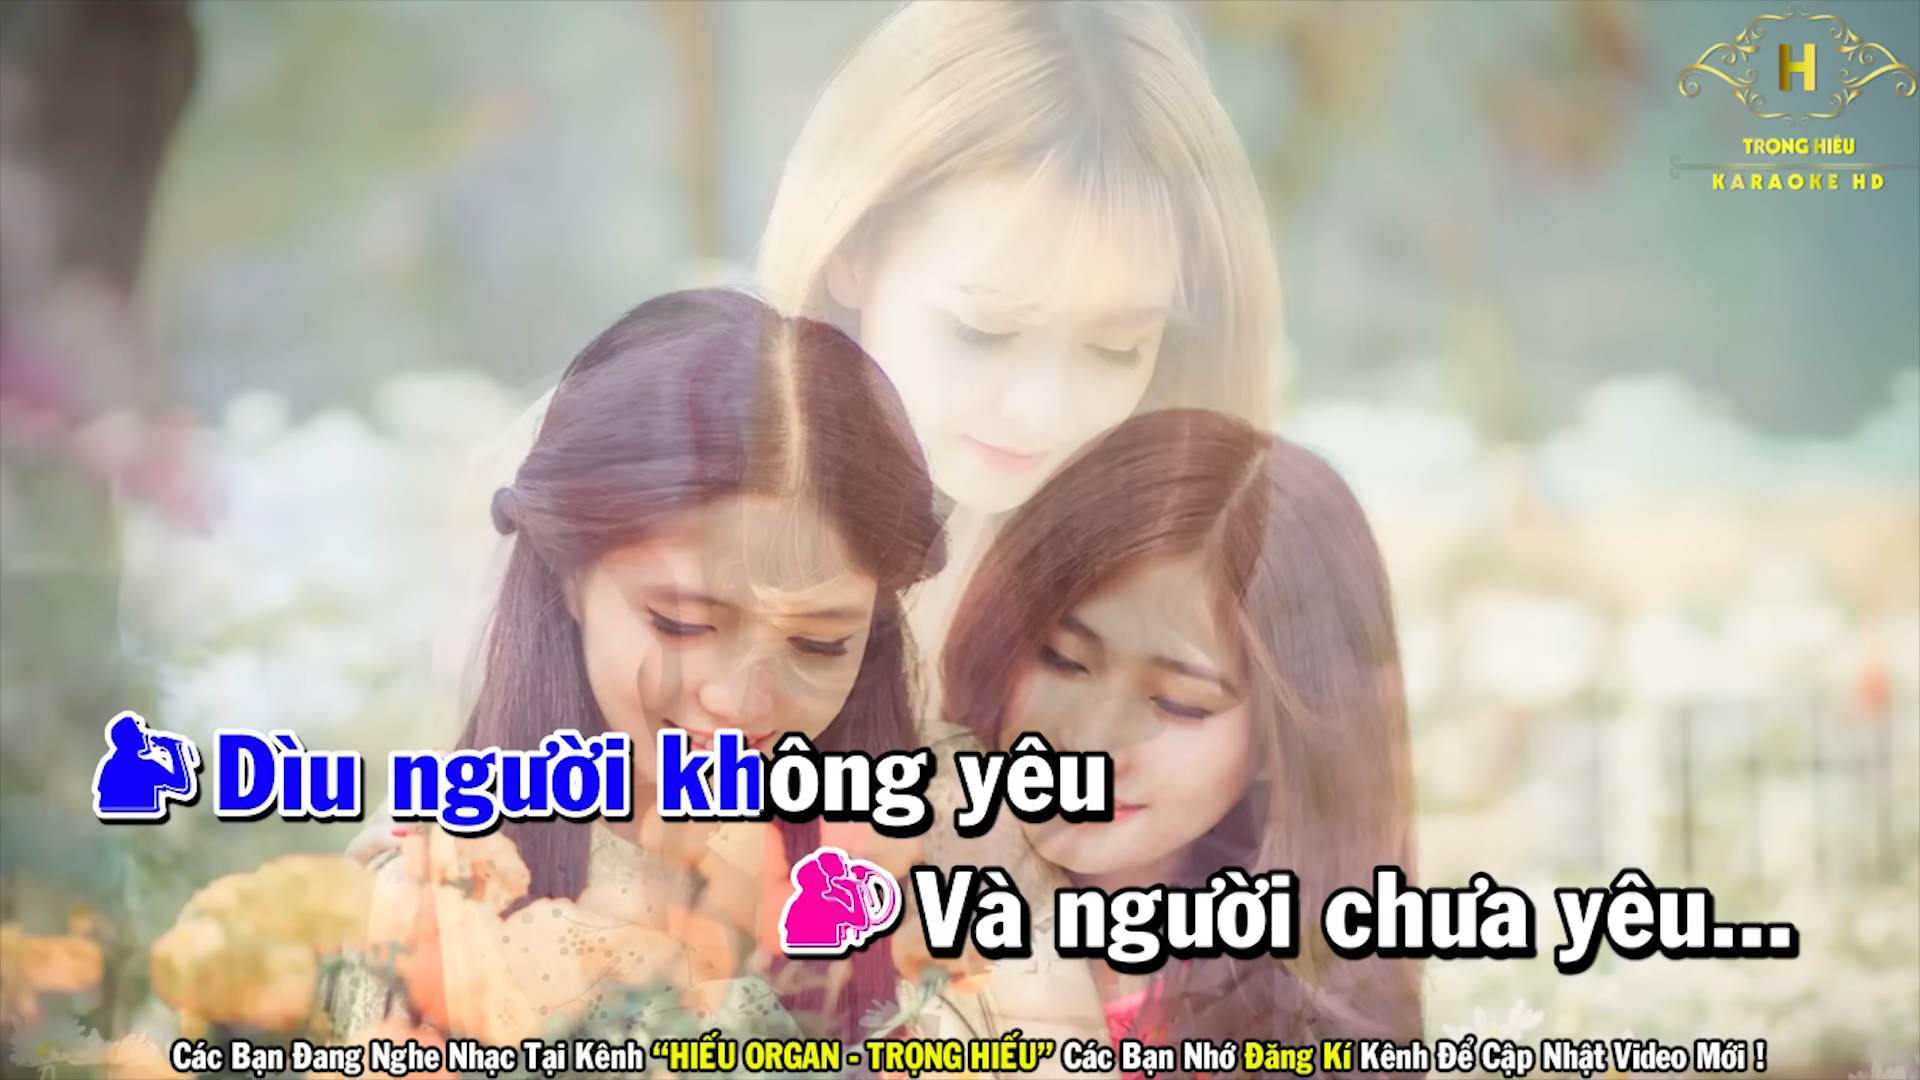 H
TRỌNG HIẾU
KARAOKE HD
Dìu người không yêu
Và người chưa yêu...
Các Bạn Đang Nghe Nhạc Tại Kênh “HIẾU ORGAN - TRỌNG HIẾU” Các Bạn Nhớ Đăng Kí Kênh Để Cập Nhật Video Mới !